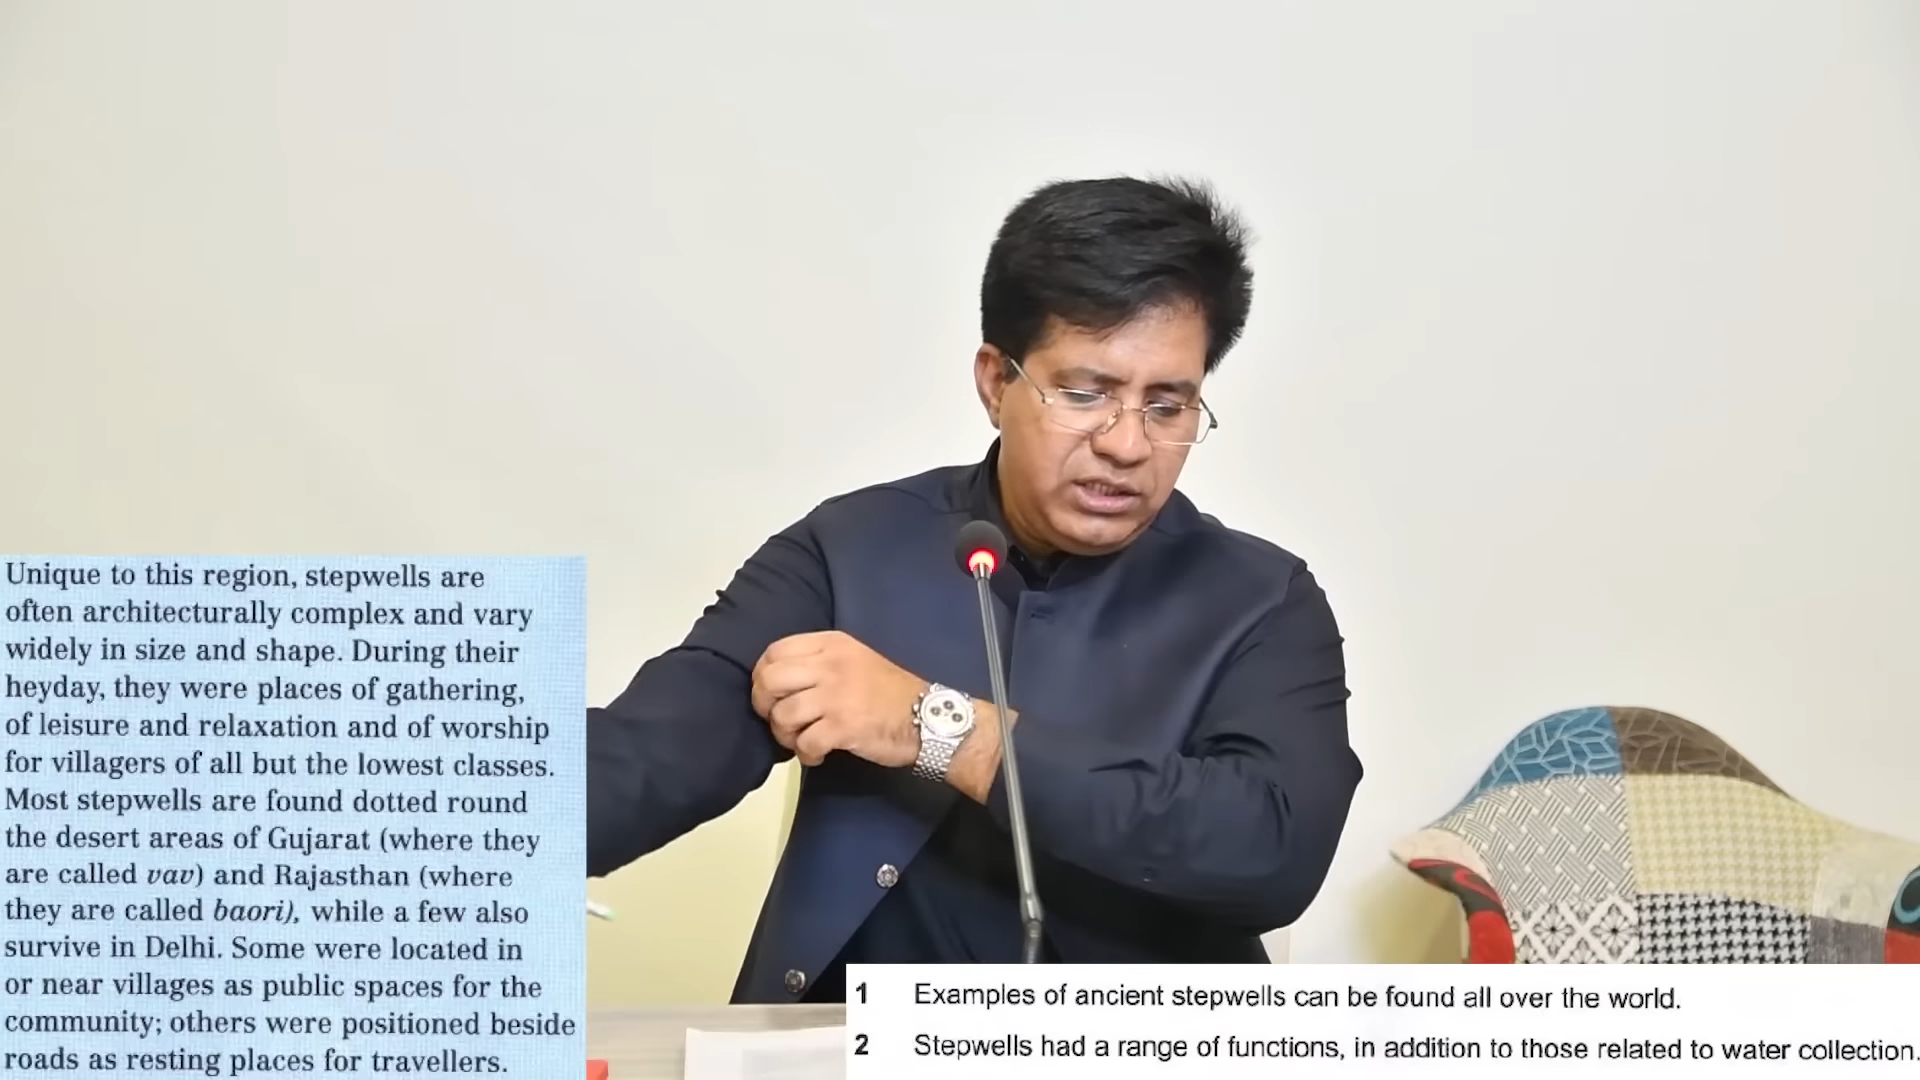 Unique to this region, stepwells are
often architecturally complex and vary
widely in size and shape. During their
heyday, they were places of gathering,
of leisure and relaxation and of worship
for villagers of all but the lowest classes.
Most stepwells are found dotted round
the desert areas of Gujarat (where they
are called vav) and Rajasthan (where
they are called baori), while a few also
survive in Delhi. Some were located in
or near villages as public spaces for the
community; others were positioned beside
roads as resting places for travellers.
1 Examples of ancient stepwells can be found all over the world.
2 Stepwells had a range of functions, in addition to those related to water collection.